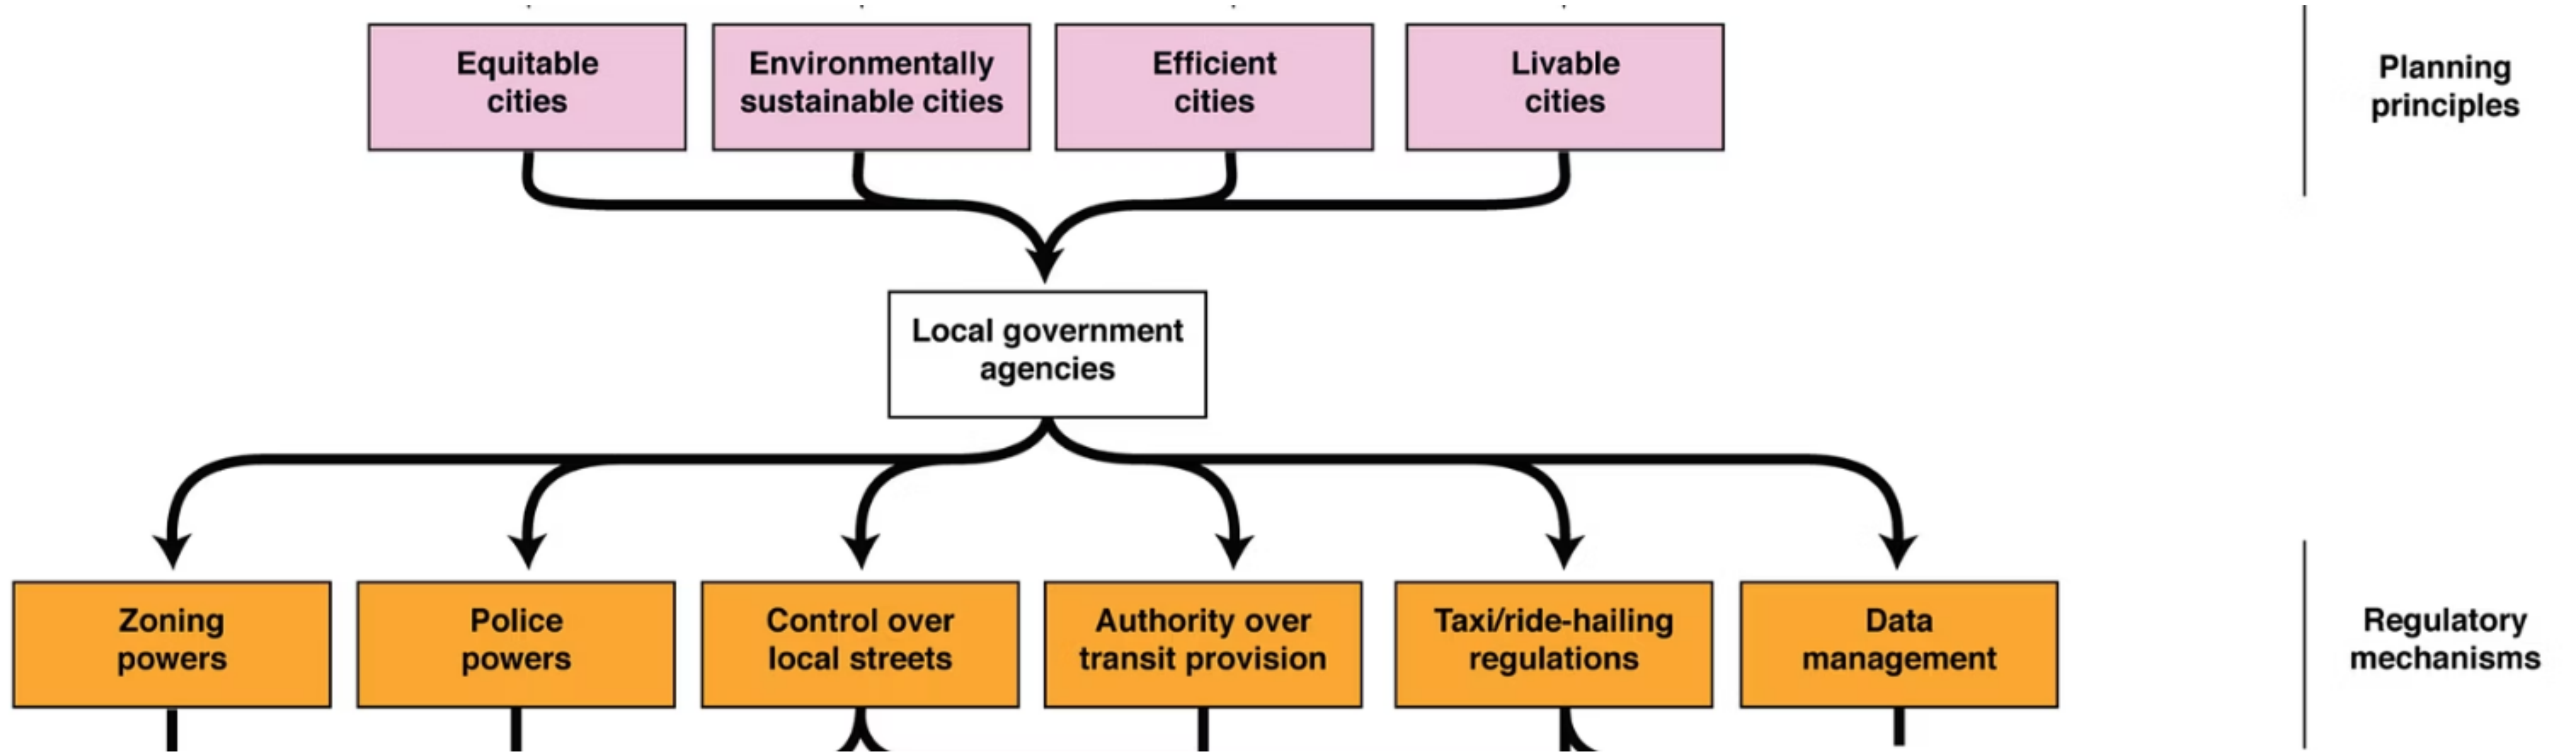 Equitable
cities
Environmentally
sustainable cities
Efficient
cities
Livable
cities
Planning
principles
Local government
agencies
Zoning
powers
Police
powers
Control over
local streets
Authority over
transit provision
Taxi/ride-hailing
regulations
Data
management
Regulatory
mechanisms